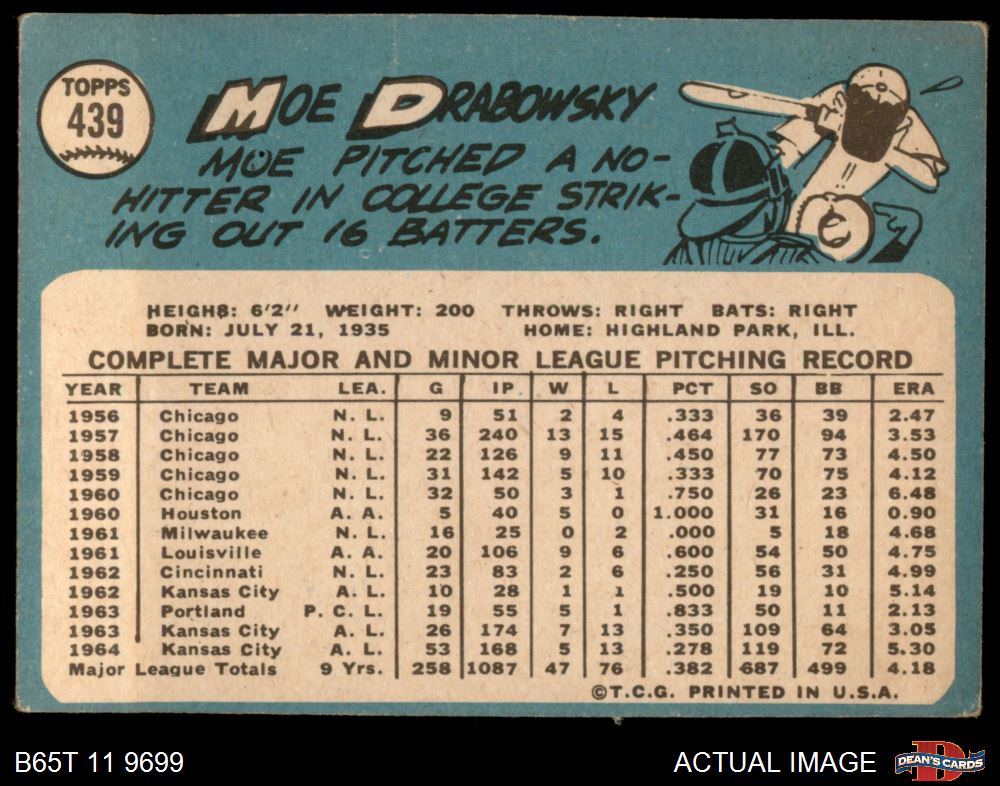 TOPPS
439
MOE DRABOWSKY
MOE PITCHED A NO-
HITTER IN COLLEGE STRIK-
ING OUT 16 BATTERS.
C
HEIGH8: 6'2" WEIGHT: 200 THROWS: RIGHT BATS: RIGHT
BORN: JULY 21, 1935 HOME: HIGHLAND PARK, ILL.
COMPLETE MAJOR AND MINOR LEAGUE PITCHING RECORD
YEAR TEAM LEA. G IP W L PCT SO BB ERA
1956 Chicago N. L. 9 51 2 4 .333 36 39 2.47
1957 Chicago N. L. 36 240 13 15 .464 170 94 3.53
1958 Chicago N. L. 22 126 9 11 .450 77 73 4.50
1959 Chicago N. L. 31 142 5 10 .333 70 75 4.12
1960 Chicago N. L. 32 50 3 1 .750 26 23 6.48
1960 Houston A. A. 5 40 5 0 1.000 31 16 0.90
1961 Milwaukee N. L. 16 25 0 2 .000 5 18 4.68
1961 Louisville A. A. 20 106 9 6 .600 54 50 4.75
1962 Cincinnati N. L. 23 83 2 6 .250 56 31 4.99
1962 Kansas City A. L. 10 28 1 1 .500 19 10 5.14
1963 Portland P. C. L. 19 55 5 1 .833 50 11 2.13
1963 Kansas City A. L. 26 174 7 13 .350 109 64 3.05
1964 Kansas City A. L. 53 168 5 13 .278 119 72 5.30
Major League Totals 9 Yrs. 258 1087 47 76 .382 687 499 4.18
©T.C.G. PRINTED IN U.S.A.
B65T 11 9699 ACTUAL IMAGE
D
DEAN'S CARDS